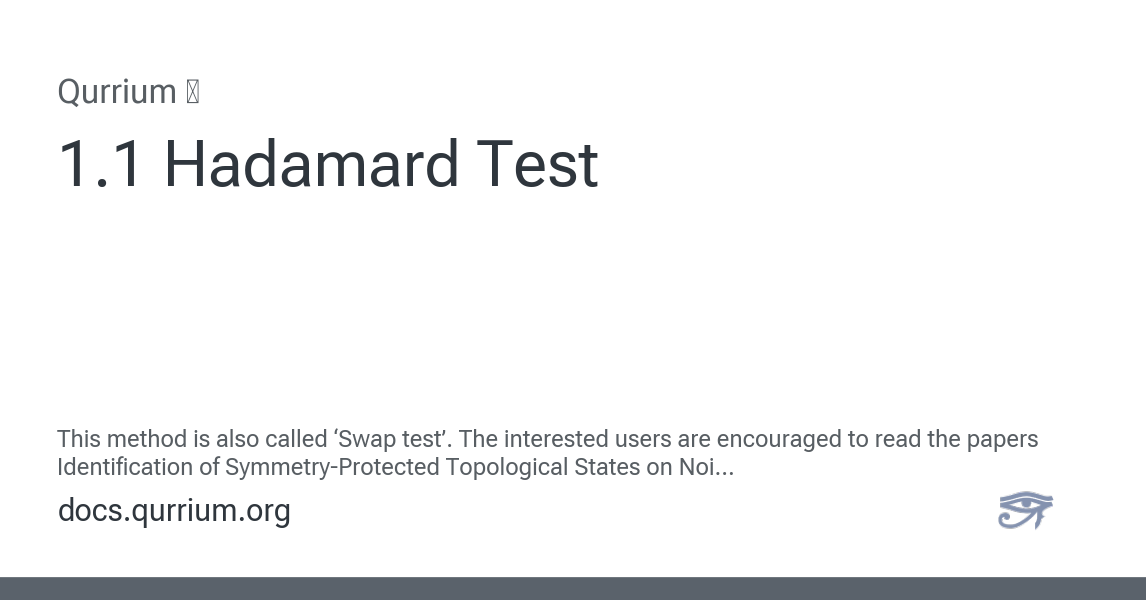 Qurrium
1.1 Hadamard Test
This method is also called ‘Swap test’. The interested users are encouraged to read the papers
Identification of Symmetry-Protected Topological States on Noi...
docs.qurrium.org